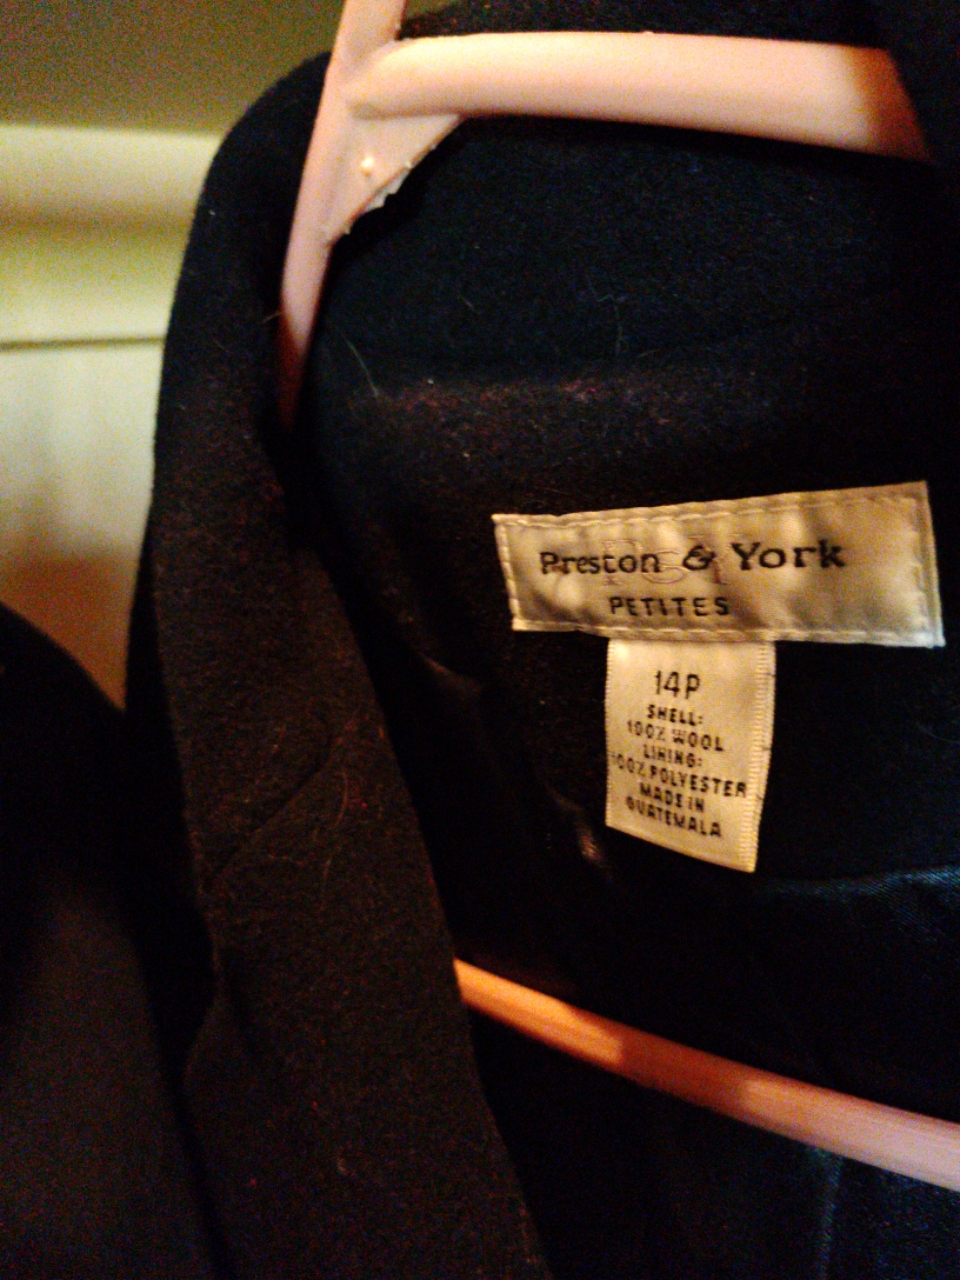 Preston & York
PETITES
14P
SHELL:
100% WOOL
LINING:
100% POLYESTER
MADE IN
GUATEMALA